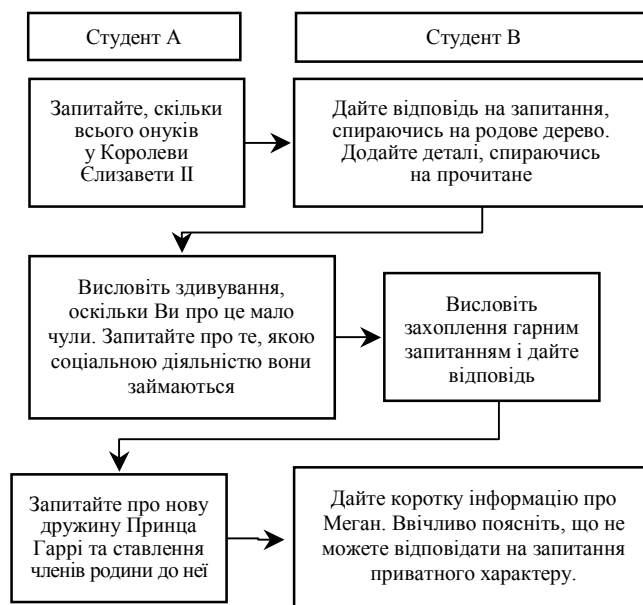 Студент А
Студент В
Запитайте, скільки
всього онуків
у Королеви
Єлизавети ІІ
Дайте відповідь на запитання,
спираючись на родове дерево.
Додайте деталі, спираючись
на прочитане
Висловіть здивування,
оскільки Ви про це мало
чули. Запитайте про те, якою
соціальною діяльністю вони
займаються
Висловіть
захоплення гарним
запитанням і дайте
відповідь
Запитайте про нову
дружину Принца
Гаррі та ставлення
членів родини до неї
Дайте коротку інформацію про
Меган. Ввічливо поясніть, що не
можете відповідати на запитання
приватного характеру.